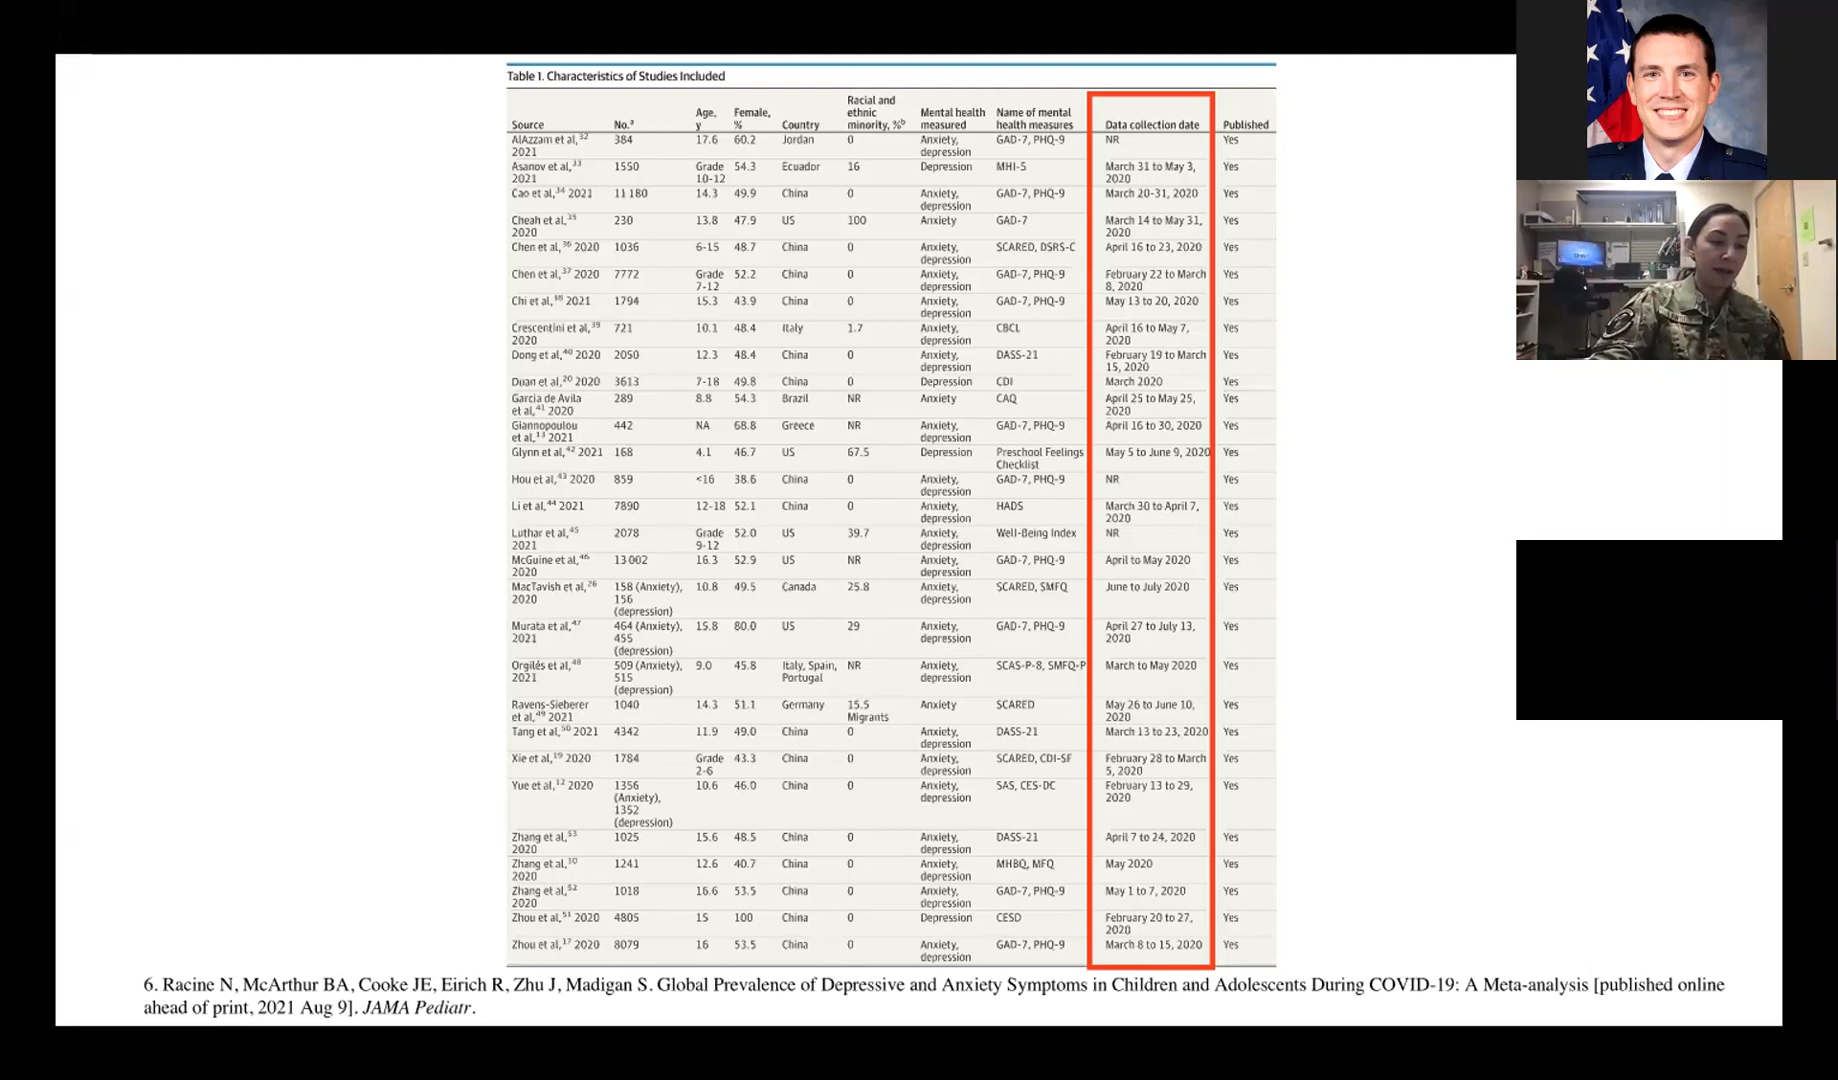 Table 1. Characteristics of Studies Included
Source No.a Age, y Female, % Country Racial and ethnic minority, %b Mental health measured Name of mental health measures Data collection date Published
AlAzzam et al,32 2021 384 17.6 60.2 Jordan 0 Anxiety, depression GAD-7, PHQ-9 NR Yes
Asanov et al,33 2021 1550 Grade 10-12 54.3 Ecuador 16 Depression MHI-5 March 31 to May 3, 2020 Yes
Cao et al,34 2021 11 180 14.3 49.9 China 0 Anxiety, depression GAD-7, PHQ-9 March 20-31, 2020 Yes
Cheah et al,35 2020 230 13.8 47.9 US 100 Anxiety GAD-7 March 14 to May 31, 2020 Yes
Chen et al,36 2020 1036 6-15 48.7 China 0 Anxiety, depression SCARED, DSRS-C April 16 to 23, 2020 Yes
Chen et al,37 2020 7772 Grade 7-12 52.2 China 0 Anxiety, depression GAD-7, PHQ-9 February 22 to March 8, 2020 Yes
Chi et al,38 2021 1794 15.3 43.9 China 0 Anxiety, depression GAD-7, PHQ-9 May 13 to 20, 2020 Yes
Crescentini et al,39 2020 721 10.1 48.4 Italy 1.7 Anxiety, depression CBCL April 16 to May 7, 2020 Yes
Dong et al,40 2020 2050 12.3 48.4 China 0 Anxiety, depression DASS-21 February 19 to March 15, 2020 Yes
Duan et al,20 2020 3613 7-18 49.8 China 0 Depression CDI March 2020 Yes
Garcia de Avila et al,41 2020 289 8.8 54.3 Brazil NR Anxiety CAQ April 25 to May 25, 2020 Yes
Giannopoulou et al,13 2021 442 NA 68.8 Greece NR Anxiety, depression GAD-7, PHQ-9 April 16 to 30, 2020 Yes
Glynn et al,42 2021 168 4.1 46.7 US 67.5 Depression Preschool Feelings Checklist May 5 to June 9, 2020 Yes
Hou et al,43 2020 859 <16 38.6 China 0 Anxiety, depression GAD-7, PHQ-9 NR Yes
Li et al,44 2021 7890 12-18 52.1 China 0 Anxiety, depression HADS March 30 to April 7, 2020 Yes
Luthar et al,45 2021 2078 Grade 9-12 52.0 US 39.7 Anxiety, depression Well-Being Index NR Yes
McGuine et al,46 2020 13 002 16.3 52.9 US NR Anxiety, depression GAD-7, PHQ-9 April to May 2020 Yes
MacTavish et al,26 2020 158 (Anxiety), 156 (depression) 10.8 49.5 Canada 25.8 Anxiety, depression SCARED, SMFQ June to July 2020 Yes
Murata et al,47 2021 464 (Anxiety), 455 (depression) 15.8 80.0 US 29 Anxiety, depression GAD-7, PHQ-9 April 27 to July 13, 2020 Yes
Orgilés et al,48 2021 509 (Anxiety), 515 (depression) 9.0 45.8 Italy, Spain, Portugal NR Anxiety, depression SCAS-P-8, SMFQ-P March to May 2020 Yes
Ravens-Sieberer et al,49 2021 1040 14.3 51.1 Germany 15.5 Migrants Anxiety SCARED May 26 to June 10, 2020 Yes
Tang et al,50 2021 4342 11.9 49.0 China 0 Anxiety, depression DASS-21 March 13 to 23, 2020 Yes
Xie et al,19 2020 1784 Grade 2-6 43.3 China 0 Anxiety, depression SCARED, CDI-SF February 28 to March 5, 2020 Yes
Yue et al,12 2020 1356 (Anxiety), 1352 (depression) 10.6 46.0 China 0 Anxiety, depression SAS, CES-DC February 13 to 29, 2020 Yes
Zhang et al,53 2020 1025 15.6 48.5 China 0 Anxiety, depression DASS-21 April 7 to 24, 2020 Yes
Zhang et al,10 2020 1241 12.6 40.7 China 0 Anxiety, depression MHBQ, MFQ May 2020 Yes
Zhang et al,52 2020 1018 16.6 53.5 China 0 Anxiety, depression GAD-7, PHQ-9 May 1 to 7, 2020 Yes
Zhou et al,51 2020 4805 15 100 China 0 Depression CESD February 20 to 27, 2020 Yes
Zhou et al,17 2020 8079 16 53.5 China 0 Anxiety, depression GAD-7, PHQ-9 March 8 to 15, 2020 Yes
6. Racine N, McArthur BA, Cooke JE, Eirich R, Zhu J, Madigan S. Global Prevalence of Depressive and Anxiety Symptoms in Children and Adolescents During COVID-19: A Meta-analysis [published online
ahead of print, 2021 Aug 9]. JAMA Pediatr.